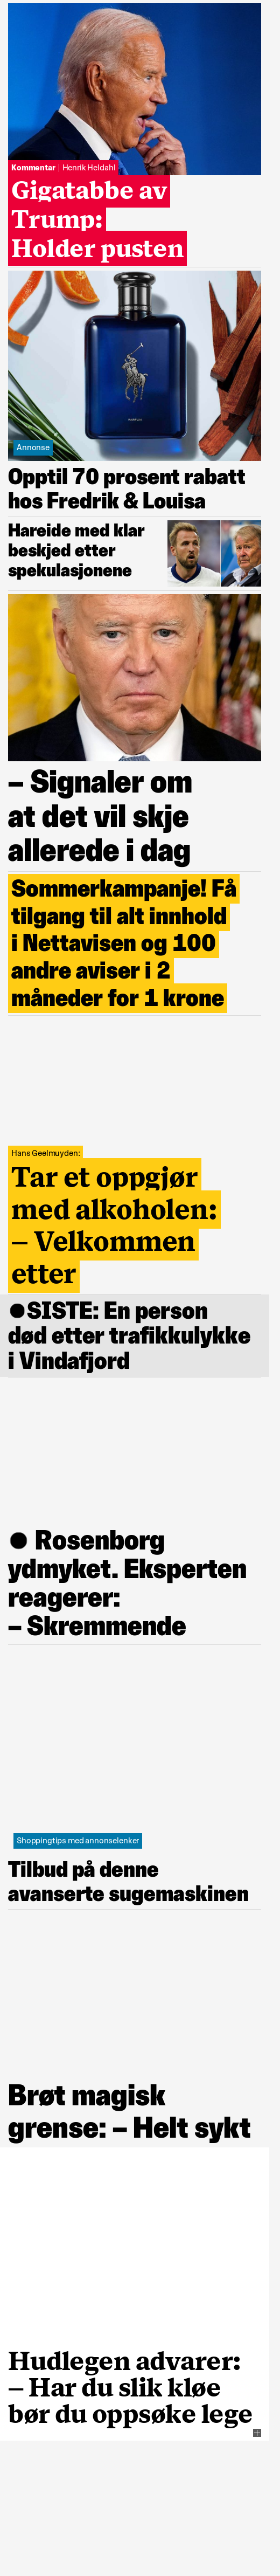 Kommentar | Henrik Heldahl
Gigatabbe av
Trump:
Holder pusten
Annonse
Opptil 70 prosent rabatt
hos Fredrik & Louisa
Hareide med klar
beskjed etter
spekulasjonene
– Signaler om
at det vil skje
allerede i dag
Sommerkampanje! Få
tilgang til alt innhold
i Nettavisen og 100
andre aviser i 2
måneder for 1 krone
Hans Geelmuyden:
Tar et oppgjør
med alkoholen:
– Velkommen
etter
SISTE: En person
død etter trafikkulykke
i Vindafjord
Rosenborg
ydmyket. Eksperten
reagerer:
– Skremmende
Shoppingtips med annonselenker
Tilbud på denne
avanserte sugemaskinen
Brøt magisk
grense: – Helt sykt
Hudlegen advarer:
– Har du slik kløe
bør du oppsøke lege